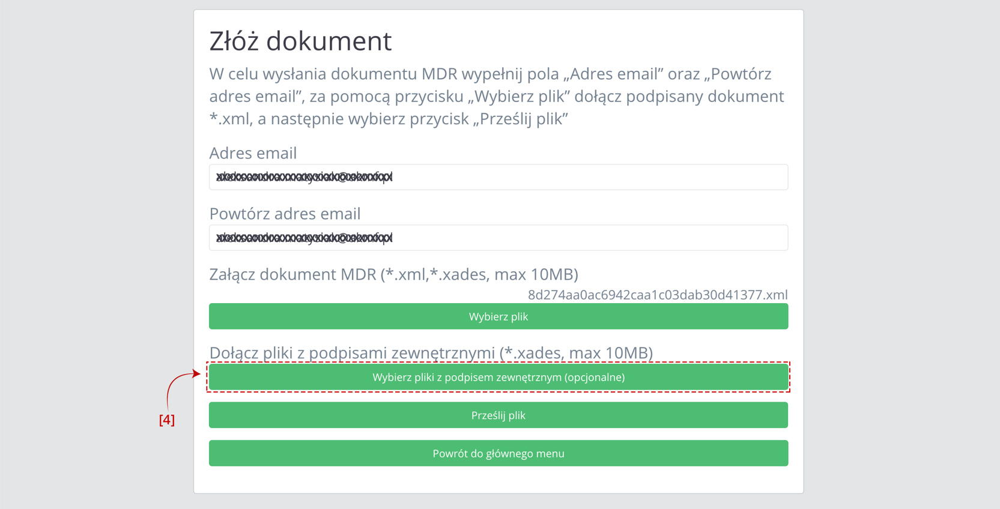 Złóż dokument
W celu wysłania dokumentu MDR wypełnij pola „Adres email” oraz „Powtórz
adres email”, za pomocą przycisku „Wybierz plik” dołącz podpisany dokument
*.xml, a następnie wybierz przycisk „Prześlij plik”
Adres email
Powtórz adres email
Załącz dokument MDR (*.xml,*.xades, max 10MB)
8d274aa0ac6942caa1c03dab30d41377.xml
Wybierz plik
Dołącz pliki z podpisami zewnętrznymi (*.xades, max 10MB)
Wybierz pliki z podpisem zewnętrznym (opcjonalne)
[4]
Prześlij plik
Powrót do głównego menu